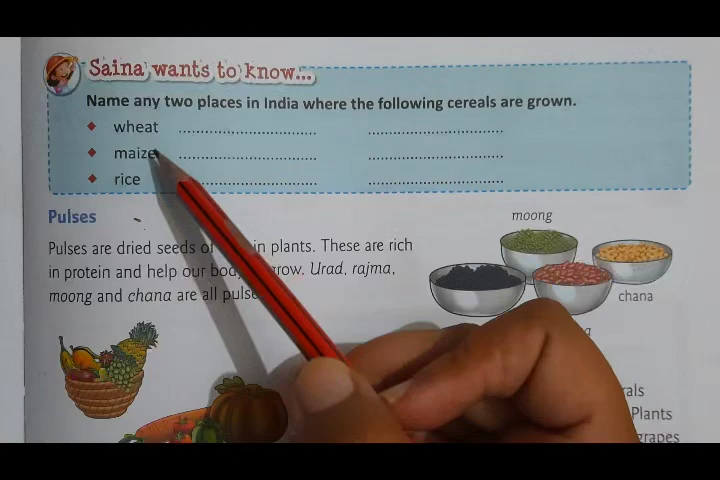 Saina wants to know...
Name any two places in India where the following cereals are grown.
wheat ................................ ................................
maize ................................ ................................
rice ................................ ................................
Pulses
Pulses are dried seeds in plants. These are rich
in protein and help our grow. Urad, rajma,
moong and chana are all
moong
chana
Plants
grapes